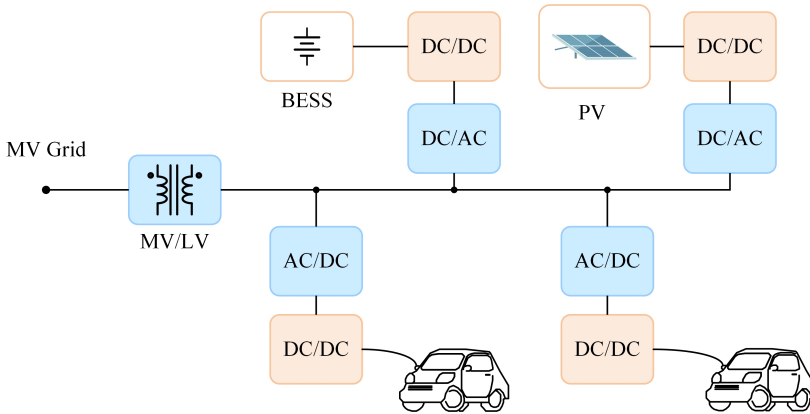 DC/DC
DC/DC
BESS
PV
DC/AC
DC/AC
MV Grid
MV/LV
AC/DC
AC/DC
DC/DC
DC/DC